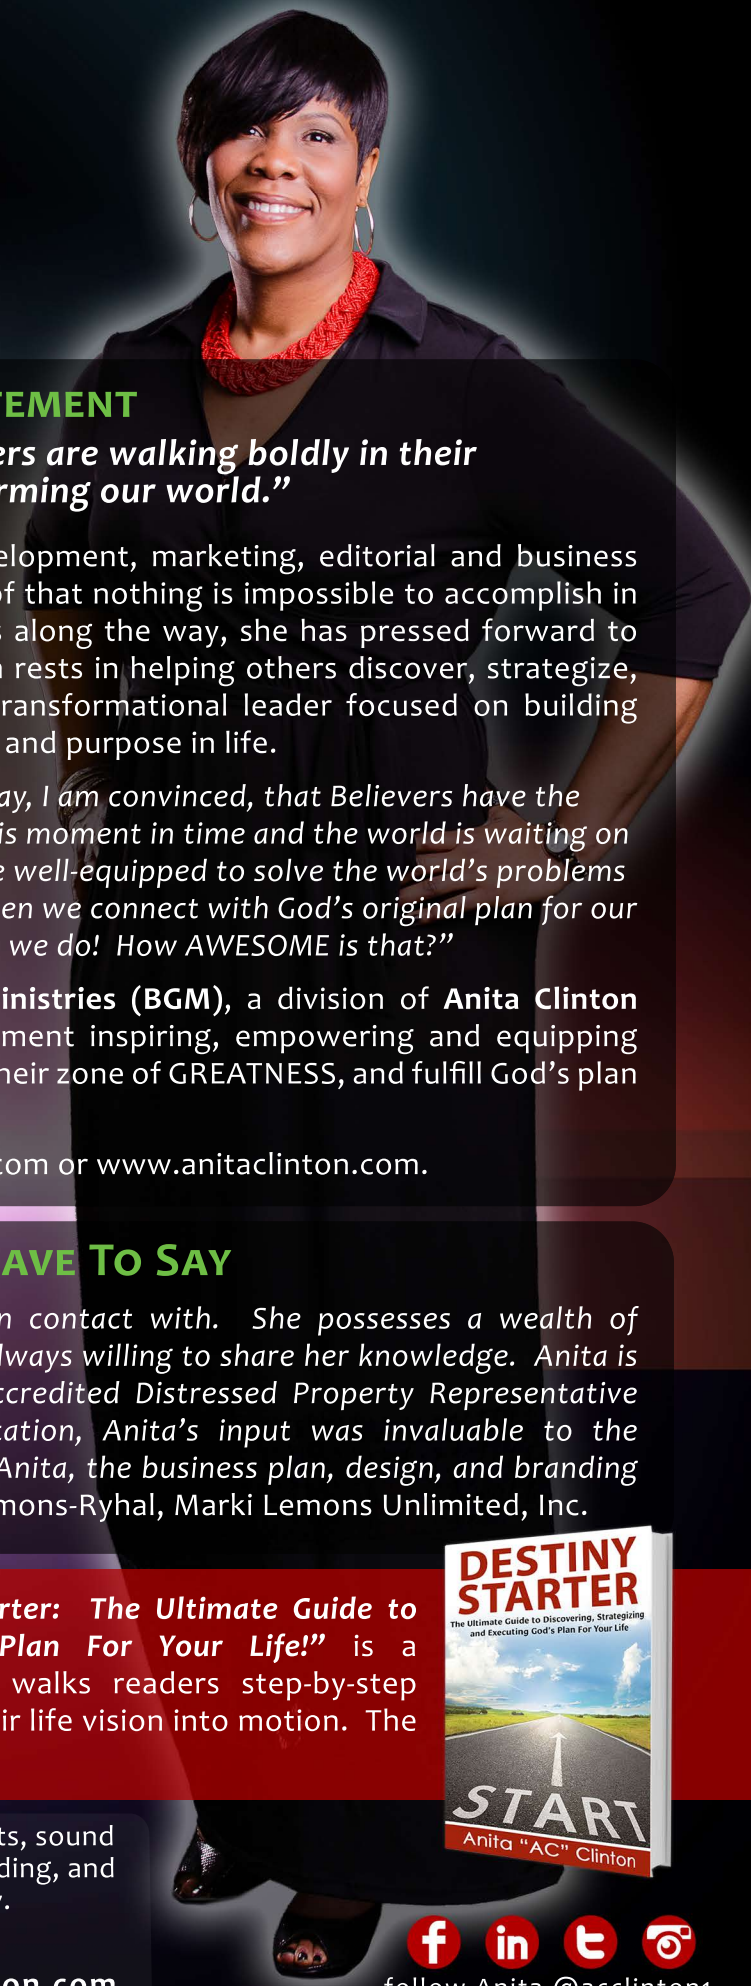 TEMENT
ers are walking boldly in their
rming our world.”
elopment, marketing, editorial and business
of that nothing is impossible to accomplish in
s along the way, she has pressed forward to
rests in helping others discover, strategize,
ransformational leader focused on building
and purpose in life.
ay, I am convinced, that Believers have the
is moment in time and the world is waiting on
e well-equipped to solve the world’s problems
en we connect with God’s original plan for our
we do! How AWESOME is that?”
inistries (BGM), a division of Anita Clinton
ment inspiring, empowering and equipping
heir zone of GREATNESS, and fulfill God’s plan
com or www.anitaclinton.com.
AVE TO SAY
n contact with. She possesses a wealth of
lways willing to share her knowledge. Anita is
ccredited Distressed Property Representative
tation, Anita’s input was invaluable to the
Anita, the business plan, design, and branding
mons-Ryhal, Marki Lemons Unlimited, Inc.
rter: The Ultimate Guide to
Plan For Your Life!” is a
walks readers step-by-step
ir life vision into motion. The
DESTINY
STARTER
The Ultimate Guide to Discovering, Strategizing
and Executing God’s Plan For Your Life
START
Anita “AC” Clinton
ts, sound
ding, and
y.
on.com
follow Anita @acclinton1